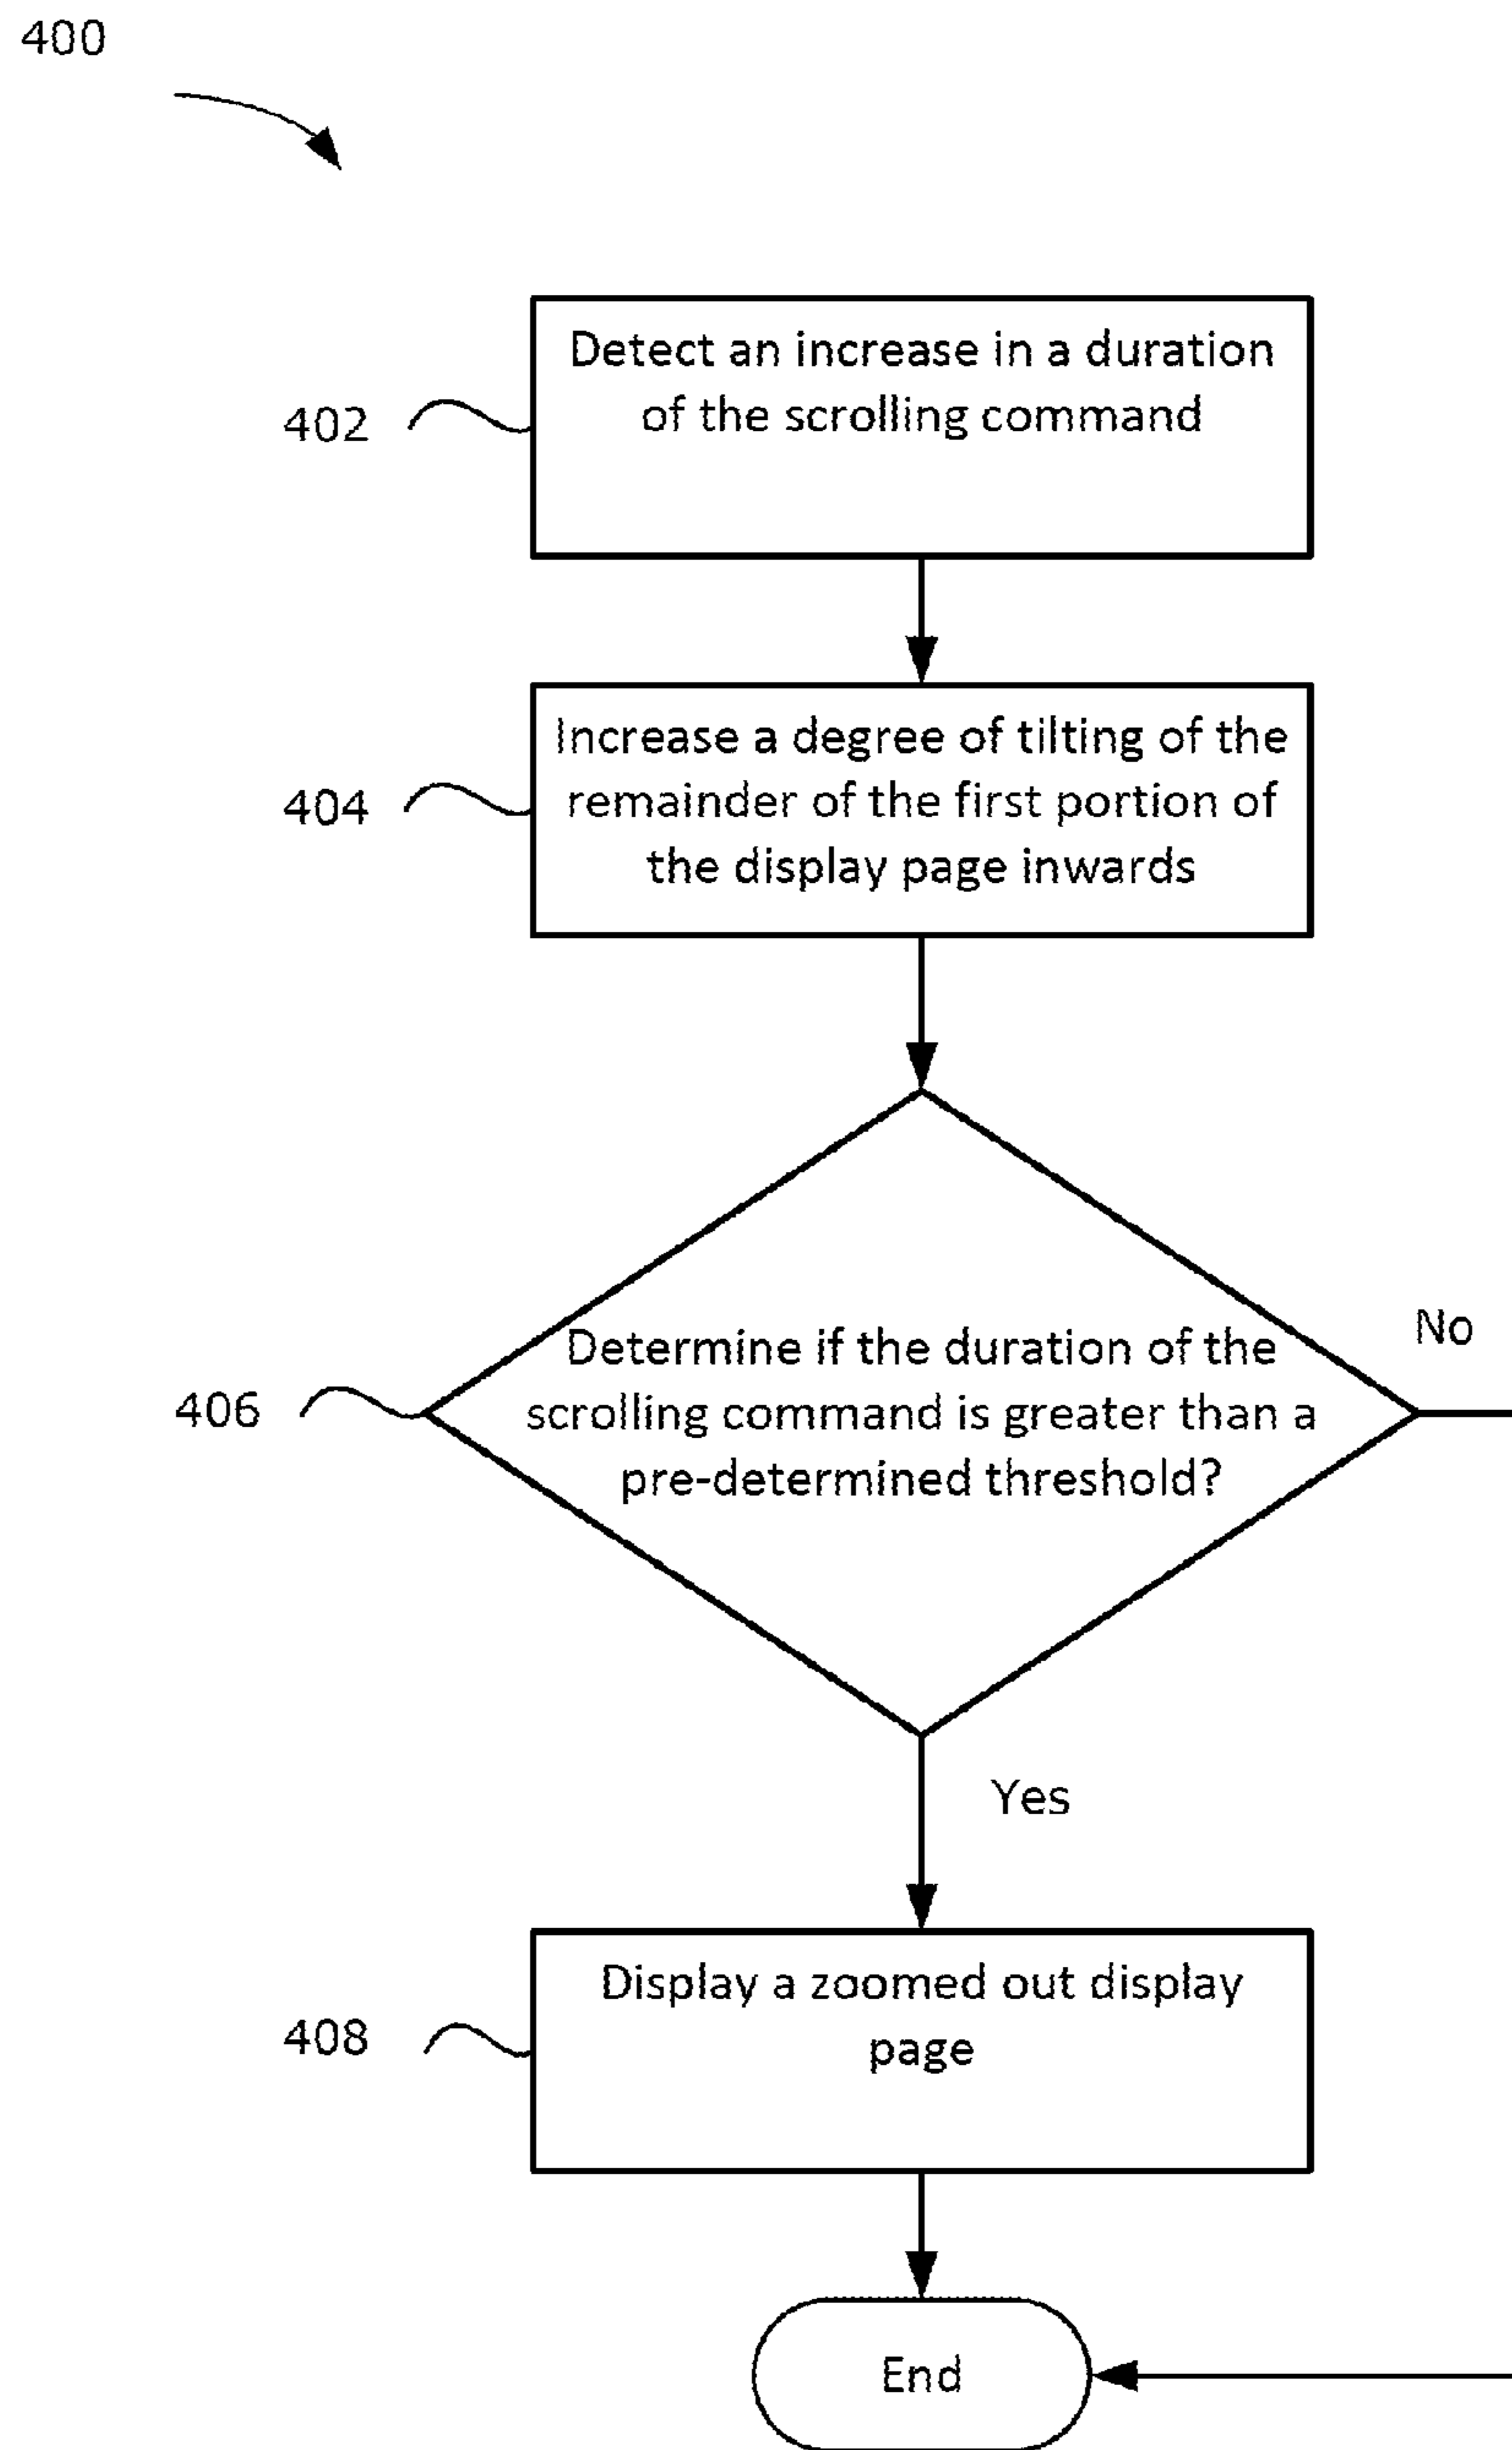 400
Detect an increase in a duration
of the scrolling command
402
Increase a degree of tilting of the
remainder of the first portion of
the display page inwards
404
No
Determine if the duration of the
scrolling command is greater than a
pre-determined threshold?
406
Yes
Display a zoomed out display
page
408
End